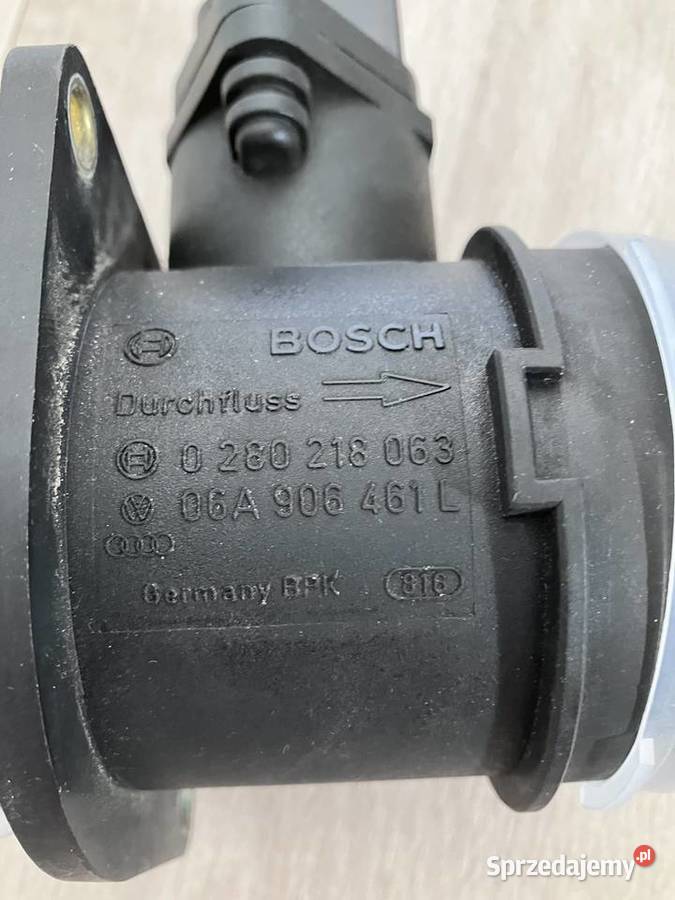 BOSCH
Durchfluss
0 280 218 063
06A 906 461 L
Germany BPK 816
Sprzedajemy.pl